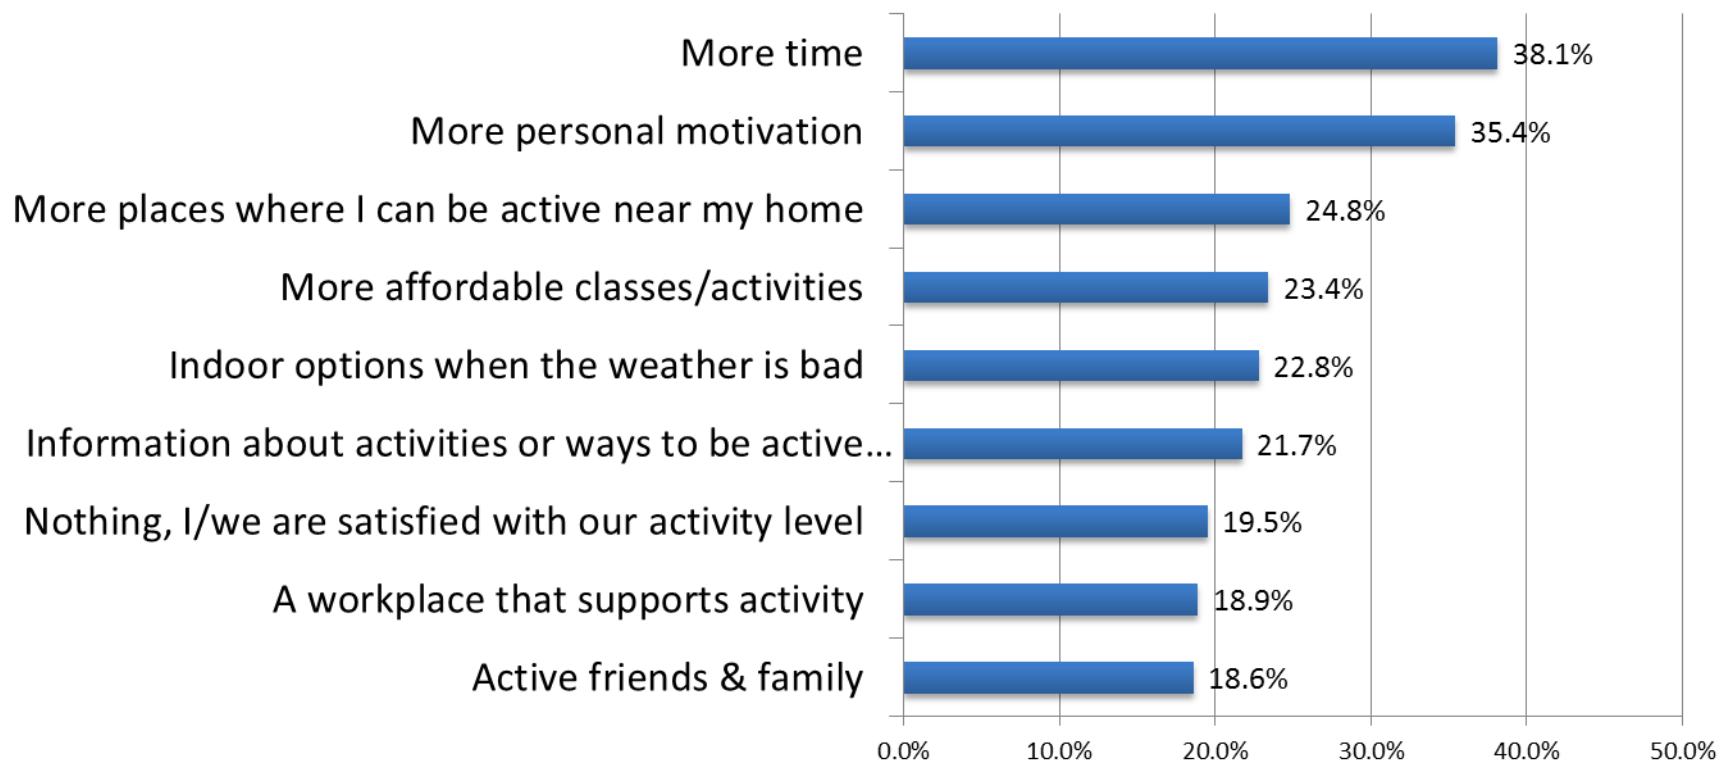 More time 38.1%
More personal motivation 35.4%
More places where I can be active near my home 24.8%
More affordable classes/activities 23.4%
Indoor options when the weather is bad 22.8%
Information about activities or ways to be active... 21.7%
Nothing, I/we are satisfied with our activity level 19.5%
A workplace that supports activity 18.9%
Active friends & family 18.6%
0.0% 10.0% 20.0% 30.0% 40.0% 50.0%